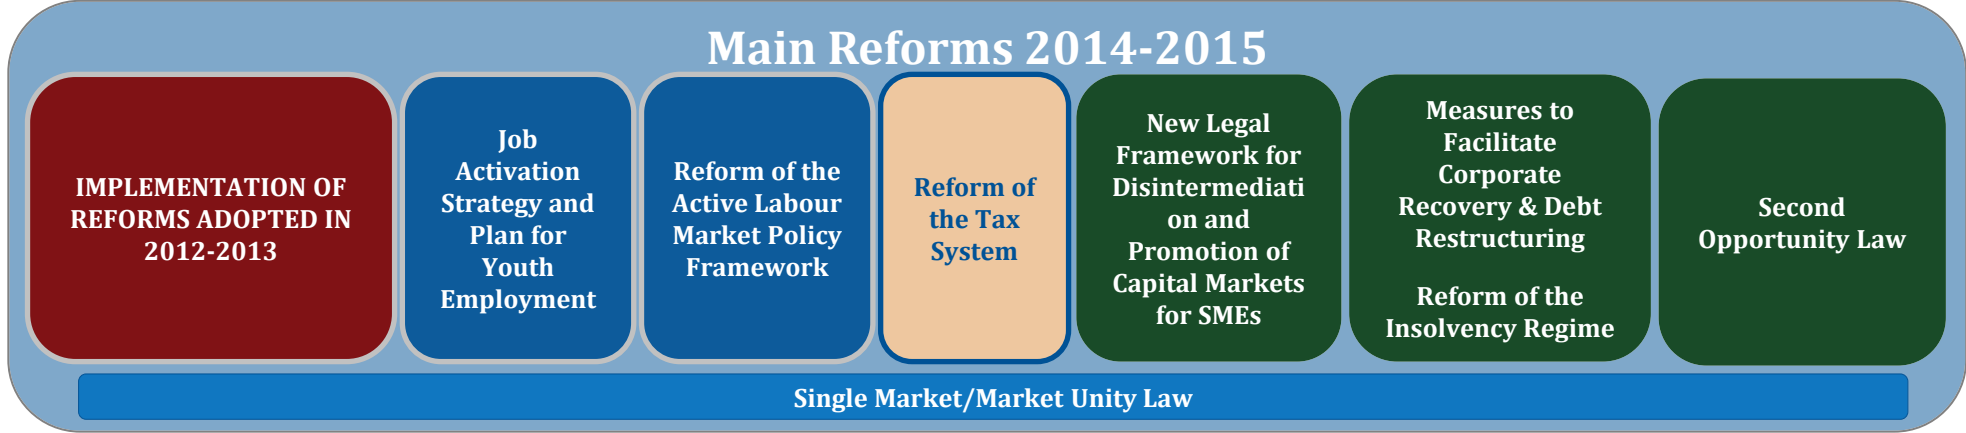 Main Reforms 2014-2015
IMPLEMENTATION OF
REFORMS ADOPTED IN
2012-2013
Job
Activation
Strategy and
Plan for
Youth
Employment
Reform of the
Active Labour
Market Policy
Framework
Reform of
the Tax
System
New Legal
Framework for
Disintermediati
on and
Promotion of
Capital Markets
for SMEs
Measures to
Facilitate
Corporate
Recovery & Debt
Restructuring
Reform of the
Insolvency Regime
Second
Opportunity Law
Single Market/Market Unity Law